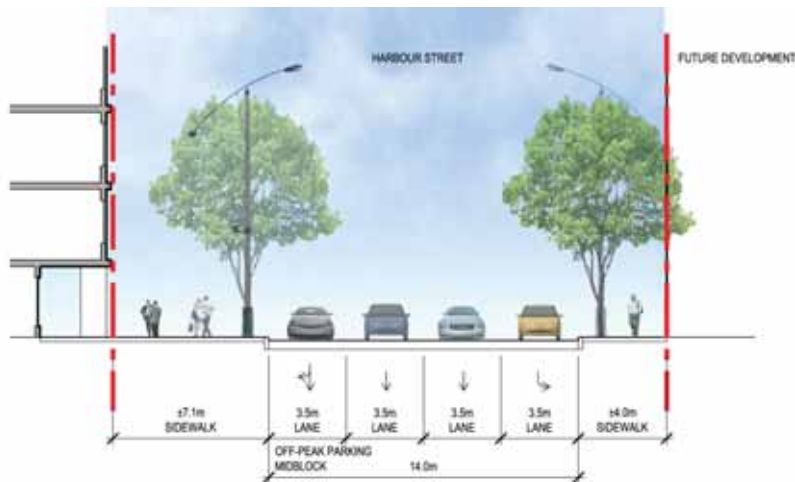 HARBOUR STREET
FUTURE DEVELOPMENT
±7.1m
SIDEWALK
3.5m
LANE
3.5m
LANE
3.5m
LANE
3.5m
LANE
±4.0m
SIDEWALK
OFF-PEAK PARKING
MIDBLOCK
14.0m